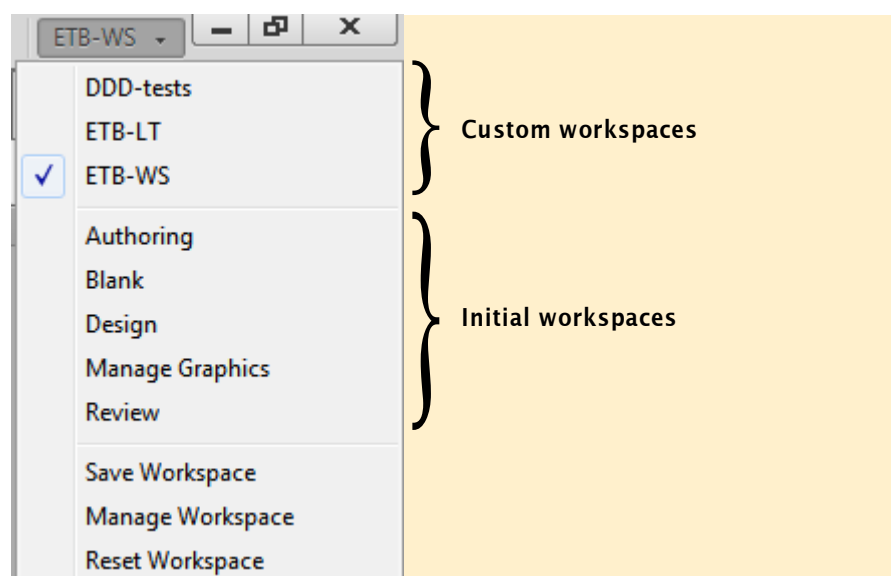 ETB-WS
DDD-tests
ETB-LT
ETB-WS
Custom workspaces
Authoring
Blank
Design
Manage Graphics
Review
Initial workspaces
Save Workspace
Manage Workspace
Reset Workspace